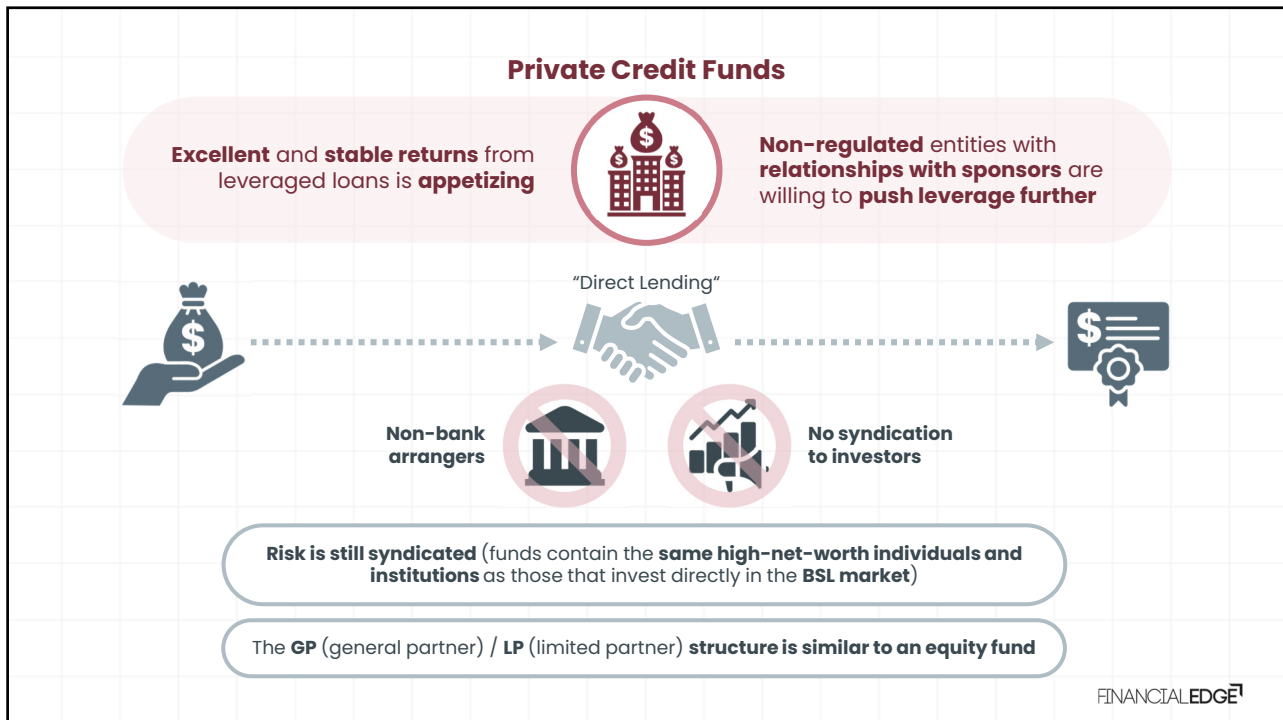 Private Credit Funds
Excellent and stable returns from
leveraged loans is appetizing
$
$
$
Non-regulated entities with
relationships with sponsors are
willing to push leverage further
“Direct Lending“
$
$
Non-bank
arrangers
No syndication
to investors
Risk is still syndicated (funds contain the same high-net-worth individuals and
institutions as those that invest directly in the BSL market)
The GP (general partner) / LP (limited partner) structure is similar to an equity fund
FINANCIALEDGE